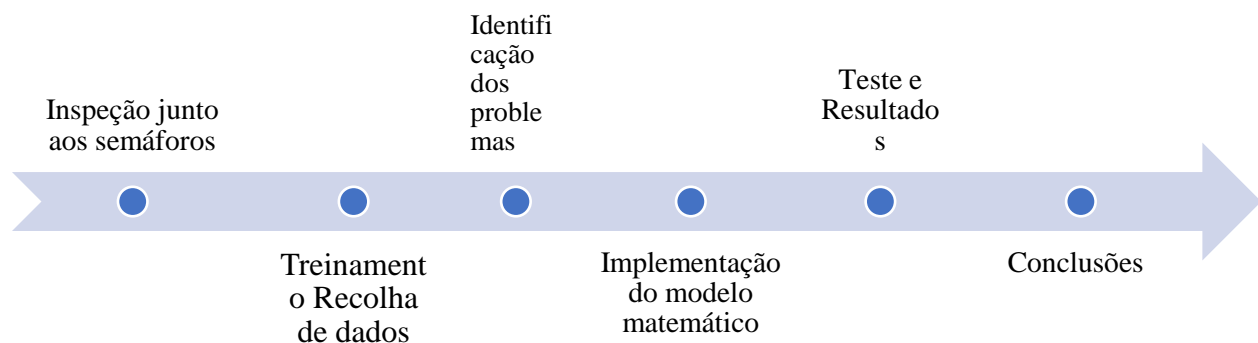 Inspeção junto
aos semáforos
Treinament
o Recolha
de dados
Identifi
cação
dos
proble
mas
Implementação
do modelo
matemático
Teste e
Resultado
s
Conclusões